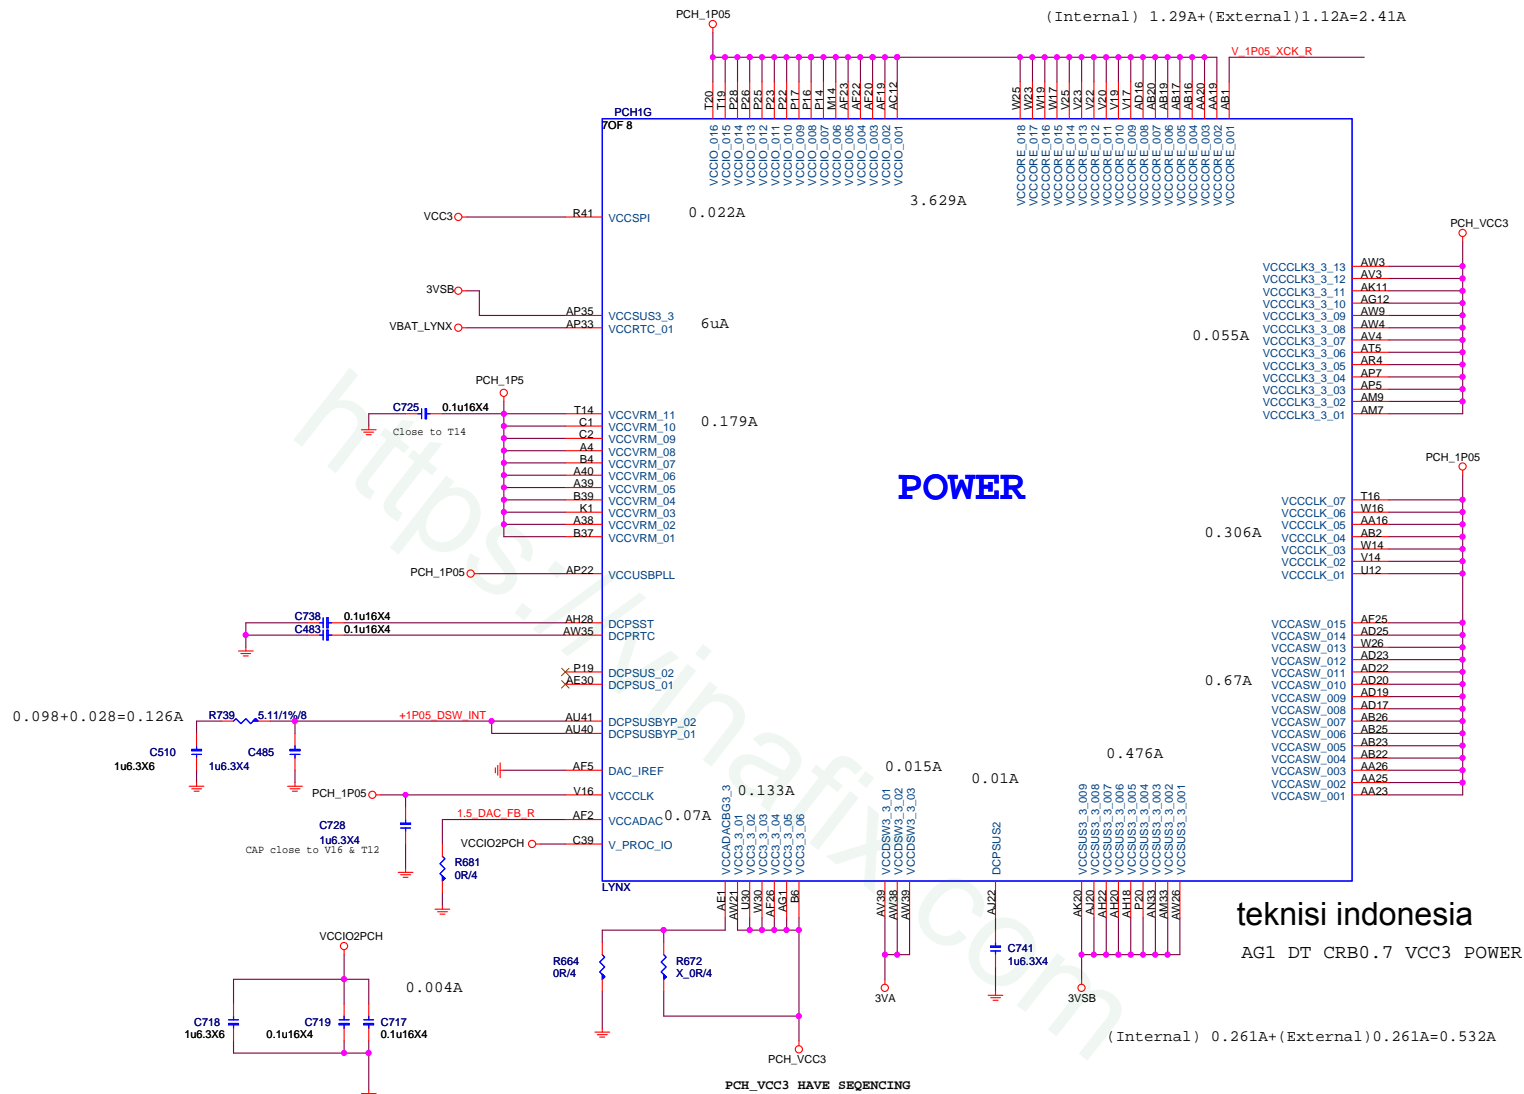 PCH_1P05
(Internal) 1.29A+(External)1.12A=2.41A
V_1P05_XCK_R
T20
T19
P28
P26
P25
P23
P22
P17
P16
P14
M14
AF23
AF22
AF20
AF19
AC12
W25
W23
W19
W17
V25
V23
V22
V20
V19
V17
AD16
AB20
AB19
AB17
AB16
AA20
AA19
AB1
PCH1G
7OF 8
VCCIO_016
VCCIO_015
VCCIO_014
VCCIO_013
VCCIO_012
VCCIO_011
VCCIO_010
VCCIO_009
VCCIO_008
VCCIO_007
VCCIO_006
VCCIO_005
VCCIO_004
VCCIO_003
VCCIO_002
VCCIO_001
VCCCORE_018
VCCCORE_017
VCCCORE_016
VCCCORE_015
VCCCORE_014
VCCCORE_013
VCCCORE_012
VCCCORE_011
VCCCORE_010
VCCCORE_009
VCCCORE_008
VCCCORE_007
VCCCORE_006
VCCCORE_005
VCCCORE_004
VCCCORE_003
VCCCORE_002
VCCCORE_001
VCC3 R41 VCCSPI 0.022A
3.629A
3VSB AP35 VCCSUS3_3
VBAT_LYNX AP33 VCCRTC_01 6uA
PCH_1P5
C725 0.1u16X4
Close to T14
T14 VCCVRM_11
C1 VCCVRM_10
C2 VCCVRM_09
A4 VCCVRM_08
B4 VCCVRM_07
A40 VCCVRM_06
A39 VCCVRM_05
B39 VCCVRM_04
K1 VCCVRM_03
A38 VCCVRM_02
B37 VCCVRM_01
0.179A
PCH_1P05 AP22 VCCUSBPLL
C738 0.1u16X4 AH28 DCPSST
C483 0.1u16X4 AW35 DCPRTC
P19 DCPSUS_02
AE30 DCPSUS_01
0.098+0.028=0.126A
R739 5.11/1%/8 +1P05_DSW_INT
AU41 DCPSUSBYP_02
AU40 DCPSUSBYP_01
C510
1u6.3X6
C485
1u6.3X4
AF5 DAC_IREF
PCH_1P05 V16 VCCCLK
1.5_DAC_FB_R AF2 VCCADAC 0.07A
C728
1u6.3X4
CAP close to V16 & T12
VCCIO2PCH C39 V_PROC_IO
R681
0R/4
LYNX
POWER
PCH_VCC3
VCCCLK3_3_13 AW3
VCCCLK3_3_12 AV3
VCCCLK3_3_11 AK11
VCCCLK3_3_10 AG12
VCCCLK3_3_09 AW9
VCCCLK3_3_08 AW4
VCCCLK3_3_07 AV4
VCCCLK3_3_06 AT5
VCCCLK3_3_05 AR4
VCCCLK3_3_04 AP7
VCCCLK3_3_03 AP5
VCCCLK3_3_02 AM9
VCCCLK3_3_01 AM7
0.055A
PCH_1P05
VCCCLK_07 T16
VCCCLK_06 W16
VCCCLK_05 AA16
VCCCLK_04 AB2
VCCCLK_03 W14
VCCCLK_02 V14
VCCCLK_01 U12
0.306A
VCCASW_015 AF25
VCCASW_014 AD25
VCCASW_013 W26
VCCASW_012 AD23
VCCASW_011 AD22
VCCASW_010 AD20
VCCASW_009 AD19
VCCASW_008 AD17
VCCASW_007 AB26
VCCASW_006 AB25
VCCASW_005 AB23
VCCASW_004 AB22
VCCASW_003 AA26
VCCASW_002 AA25
VCCASW_001 AA23
0.67A
0.133A
VCCADACBG3_3
VCC3_3_01
VCC3_3_02
VCC3_3_03
VCC3_3_04
VCC3_3_05
VCC3_3_06
AE1
AW21
U30
W30
AF26
AG1
B6
0.015A
VCCDSW3_3_01
VCCDSW3_3_02
VCCDSW3_3_03
AV39
AW38
AW39
3VA
0.01A
DCPSUS2
AJ22
C741
1u6.3X4
0.476A
VCCSUS3_3_009
VCCSUS3_3_008
VCCSUS3_3_007
VCCSUS3_3_006
VCCSUS3_3_005
VCCSUS3_3_004
VCCSUS3_3_003
VCCSUS3_3_002
VCCSUS3_3_001
AK20
AJ20
AH22
AH20
AH18
P20
AN33
AM33
AW26
3VSB
R664
0R/4
R672
X_0R/4
PCH_VCC3
PCH_VCC3 HAVE SEQENCING
VCCIO2PCH
0.004A
C718
1u6.3X6
C719
0.1u16X4
C717
0.1u16X4
teknisi indonesia
AG1 DT CRB0.7 VCC3 POWER
(Internal) 0.261A+(External)0.261A=0.532A
https://vinafix.com